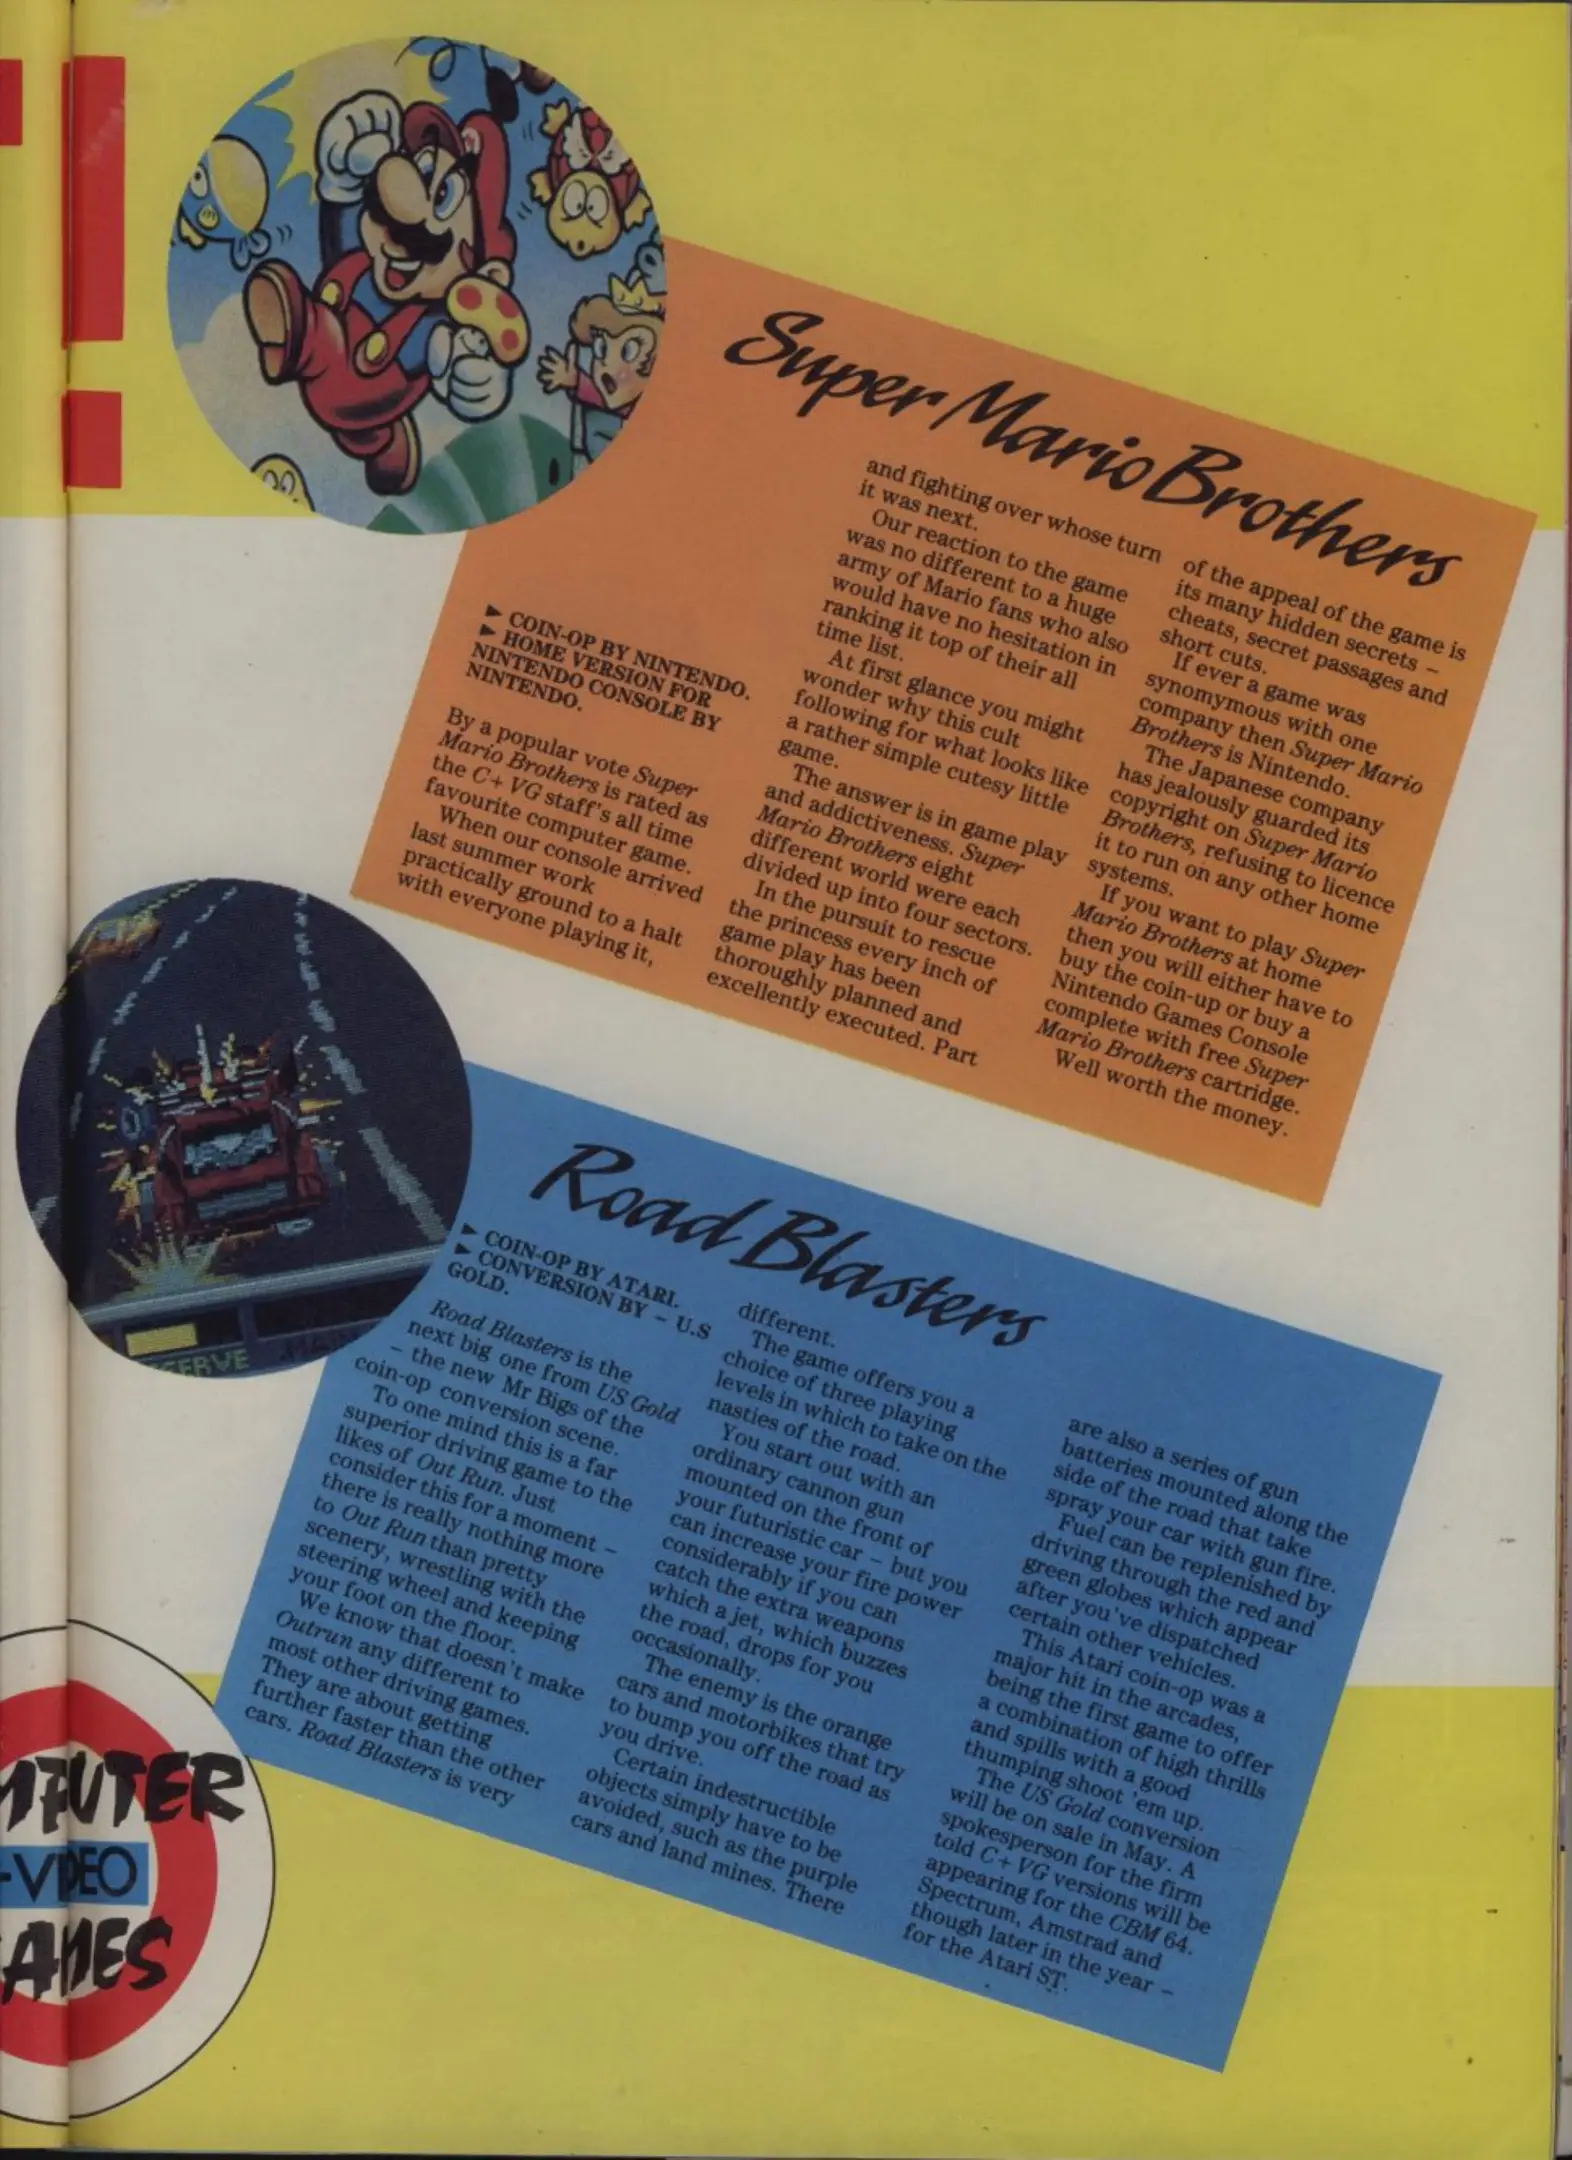 Super Mario Brothers
► COIN-OP BY NINTENDO.
► HOME VERSION FOR
NINTENDO CONSOLE BY
NINTENDO.
By a popular vote Super
Mario Brothers is rated as
the C+ VG staff's all time
favourite computer game.
When our console arrived
last summer work
practically ground to a halt
with everyone playing it,
and fighting over whose turn
it was next.
Our reaction to the game
was no different to a huge
army of Mario fans who also
would have no hesitation in
ranking it top of their all
time list.
At first glance you might
wonder why this cult
following for what looks like
a rather simple cutesy little
game.
The answer is in game play
and addictiveness. Super
Mario Brothers eight
different world were each
divided up into four sectors.
In the pursuit to rescue
the princess every inch of
game play has been
thoroughly planned and
excellently executed. Part
of the appeal of the game is
its many hidden secrets –
cheats, secret passages and
short cuts.
If ever a game was
synomymous with one
company then Super Mario
Brothers is Nintendo.
The Japanese company
has jealously guarded its
copyright on Super Mario
Brothers, refusing to licence
it to run on any other home
systems.
If you want to play Super
Mario Brothers at home
then you will either have to
buy the coin-up or buy a
Nintendo Games Console
complete with free Super
Mario Brothers cartridge.
Well worth the money.
Road Blasters
► COIN-OP BY ATARI.
► CONVERSION BY – U.S
GOLD.
Road Blasters is the
next big one from US Gold
– the new Mr Bigs of the
coin-op conversion scene.
To one mind this is a far
superior driving game to the
likes of Out Run. Just
consider this for a moment –
there is really nothing more
to Out Run than pretty
scenery, wrestling with the
steering wheel and keeping
your foot on the floor.
We know that doesn't make
Outrun any different to
most other driving games.
They are about getting
further faster than the other
cars. Road Blasters is very
different.
The game offers you a
choice of three playing
levels in which to take on the
nasties of the road.
You start out with an
ordinary cannon gun
mounted on the front of
your futuristic car – but you
can increase your fire power
considerably if you can
catch the extra weapons
which a jet, which buzzes
the road, drops for you
occasionally.
The enemy is the orange
cars and motorbikes that try
to bump you off the road as
you drive.
Certain indestructible
objects simply have to be
avoided, such as the purple
cars and land mines. There
are also a series of gun
batteries mounted along the
side of the road that take
spray your car with gun fire.
Fuel can be replenished by
driving through the red and
green globes which appear
after you've dispatched
certain other vehicles.
This Atari coin-op was a
major hit in the arcades,
being the first game to offer
a combination of high thrills
and spills with a good
thumping shoot 'em up.
The US Gold conversion
will be on sale in May. A
spokesperson for the firm
told C+ VG versions will be
appearing for the CBM 64.
Spectrum, Amstrad and
though later in the year –
for the Atari ST.
MPUTER
-VIDEO
AMES